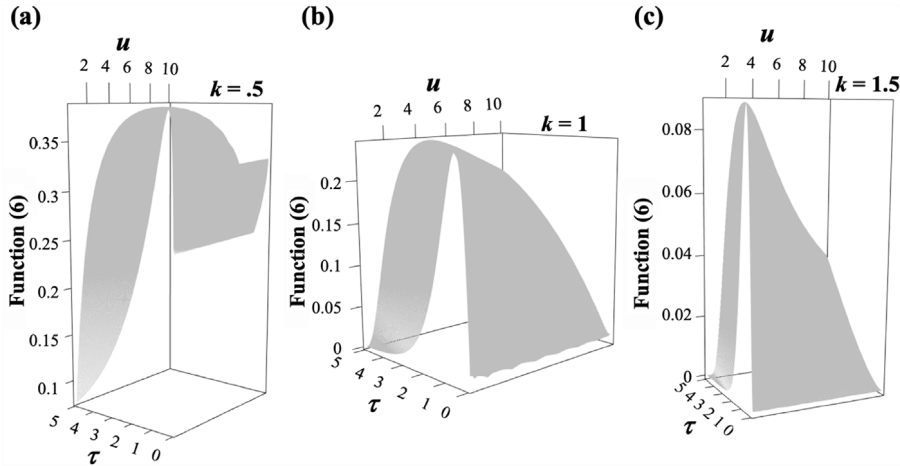 (a)
u
2 4 6 8 10
k = .5
0.35
0.3
0.25
0.2
0.15
0.1
Function (6)
5 4 3 2 1 0
τ
(b)
u
2 4 6 8 10
k = 1
0.2
0.15
0.1
0.05
0
Function (6)
5 4 3 2 1 0
τ
(c)
u
2 4 6 8 10
k = 1.5
0.08
0.06
0.04
0.02
0
Function (6)
5 4 3 2 1 0
τ